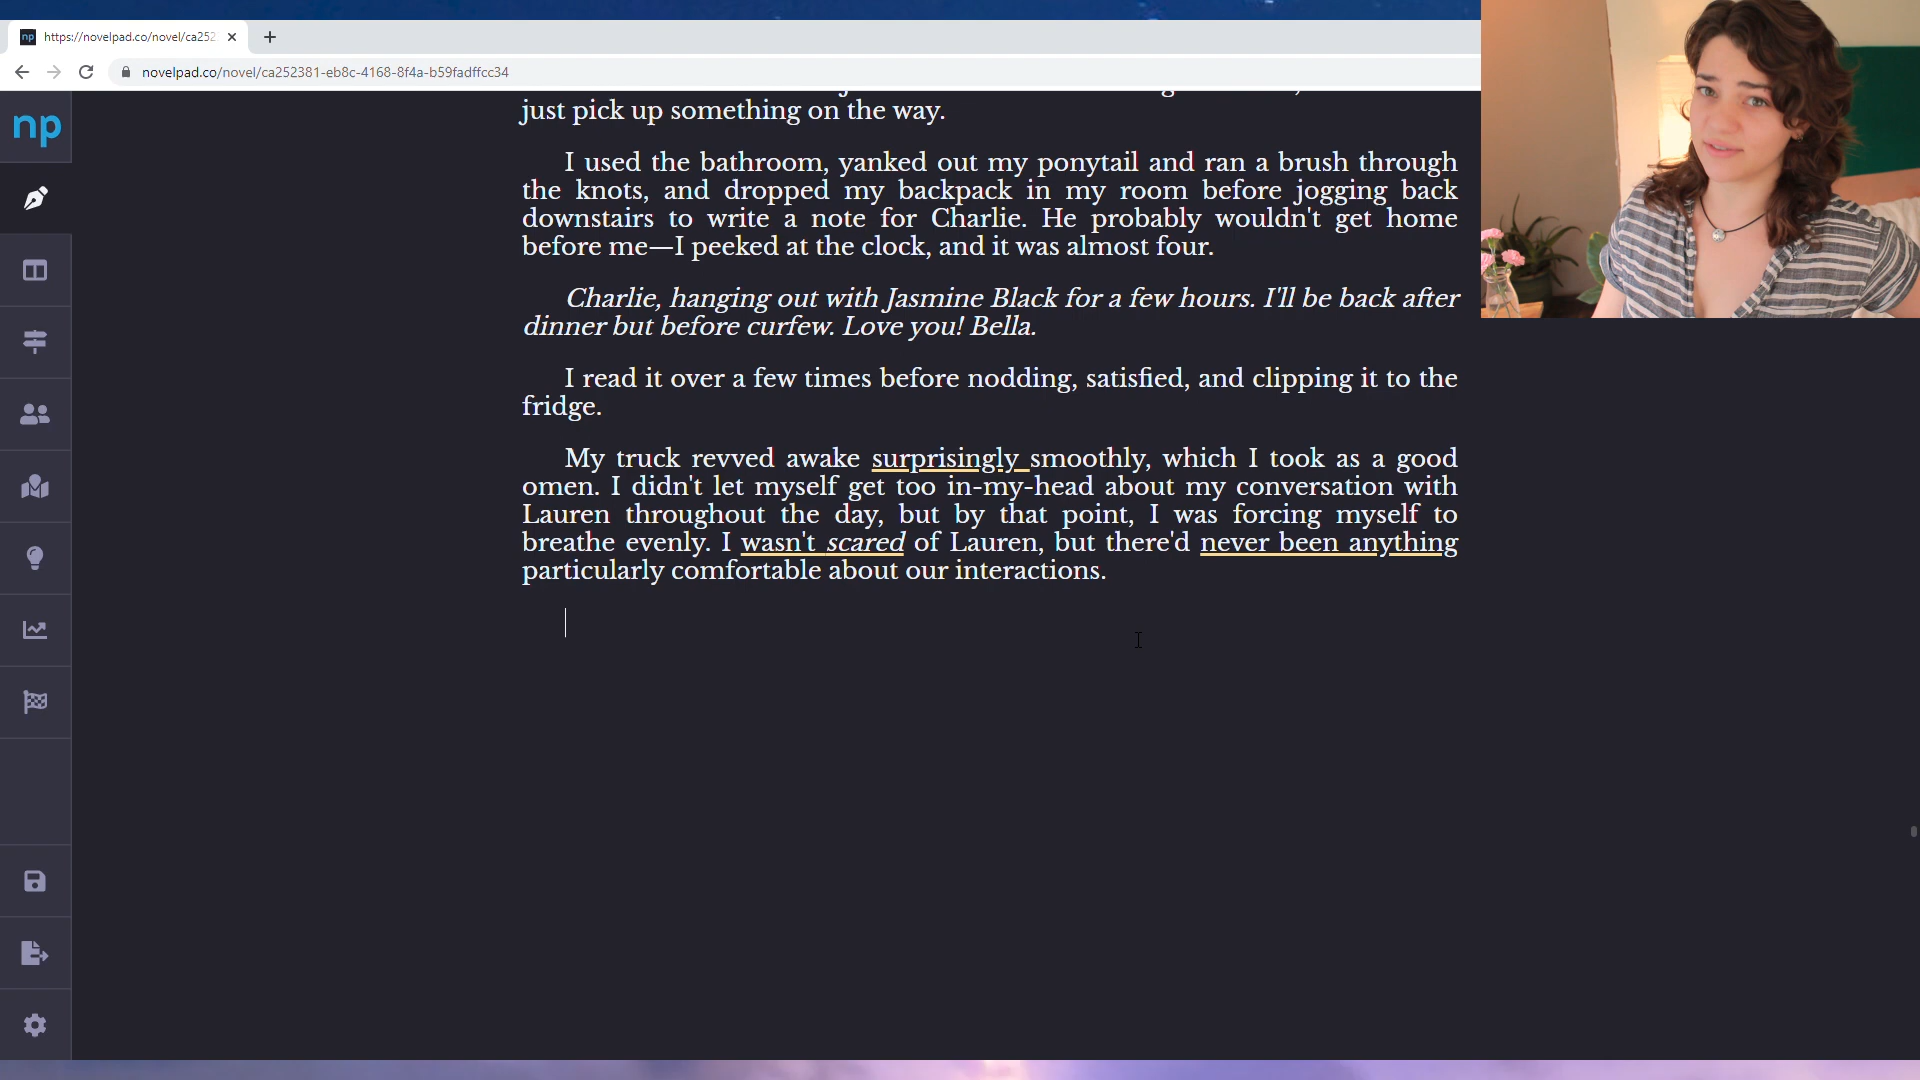 np https://novelpad.co/novel/ca252
novelpad.co/novel/ca252381-eb8c-4168-8f4a-b59fadffcc34
np
just pick up something on the way.
I used the bathroom, yanked out my ponytail and ran a brush through
the knots, and dropped my backpack in my room before jogging back
downstairs to write a note for Charlie. He probably wouldn't get home
before me—I peeked at the clock, and it was almost four.
Charlie, hanging out with Jasmine Black for a few hours. I'll be back after
dinner but before curfew. Love you! Bella.
I read it over a few times before nodding, satisfied, and clipping it to the
fridge.
My truck revved awake surprisingly smoothly, which I took as a good
omen. I didn't let myself get too in-my-head about my conversation with
Lauren throughout the day, but by that point, I was forcing myself to
breathe evenly. I wasn't scared of Lauren, but there'd never been anything
particularly comfortable about our interactions.